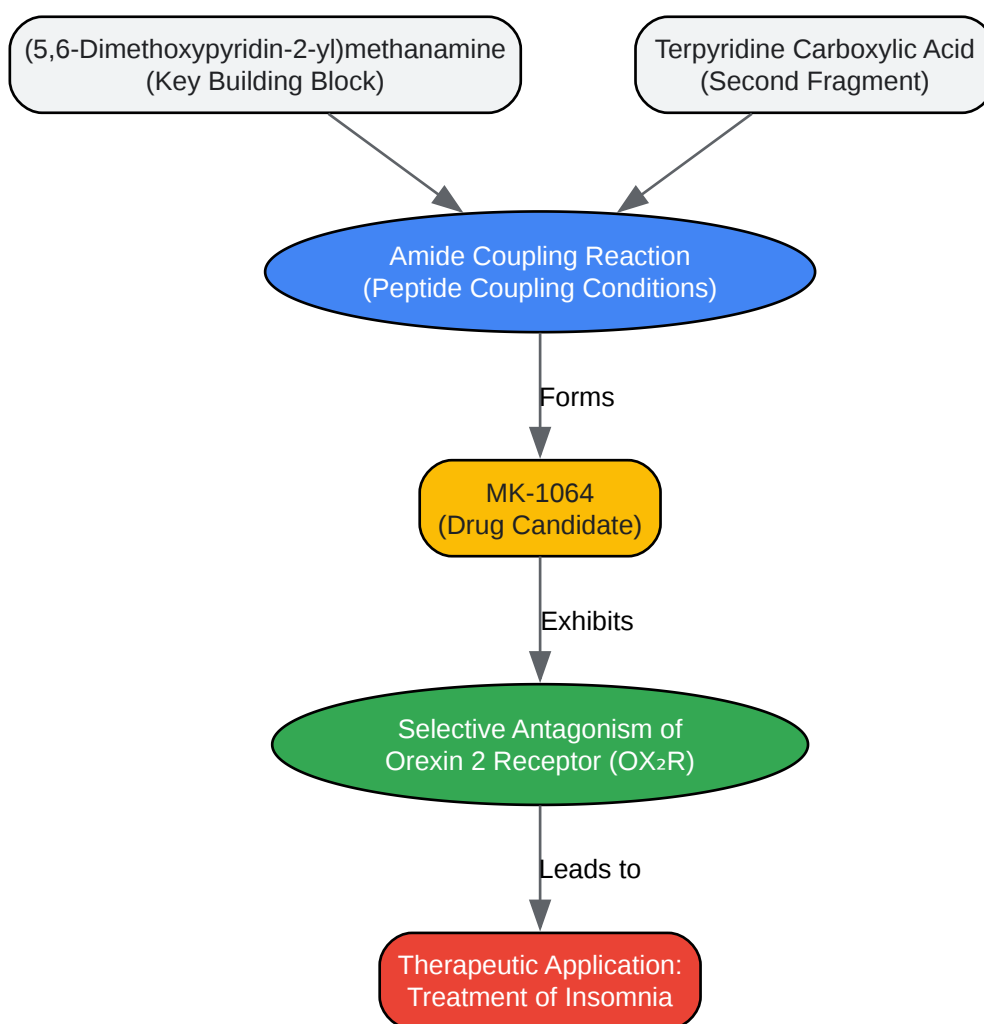 (5,6-Dimethoxypyridin-2-yl)methanamine
(Key Building Block)
Terpyridine Carboxylic Acid
(Second Fragment)
Amide Coupling Reaction
(Peptide Coupling Conditions)
Forms
MK-1064
(Drug Candidate)
Exhibits
Selective Antagonism of
Orexin 2 Receptor (OX₂R)
Leads to
Therapeutic Application:
Treatment of Insomnia